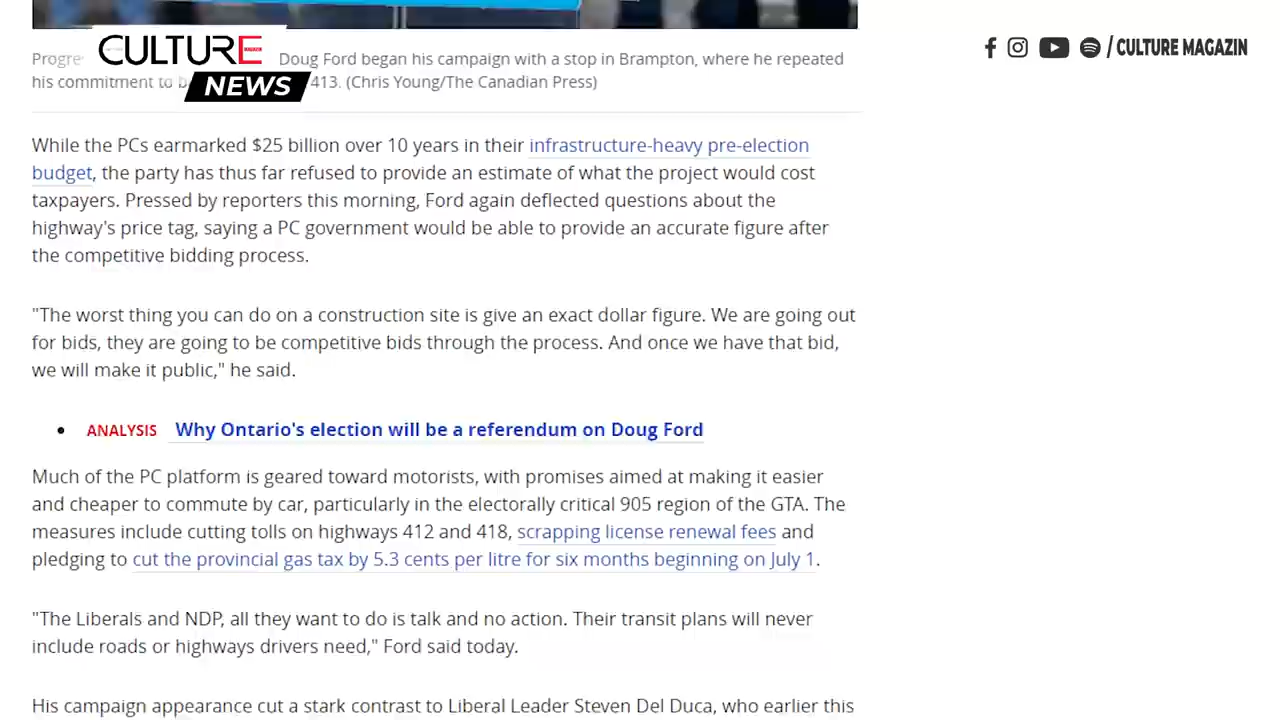 CULTURE
NEWS
/ CULTURE MAGAZIN
Doug Ford began his campaign with a stop in Brampton, where he repeated
his commitment to 413. (Chris Young/The Canadian Press)
While the PCs earmarked $25 billion over 10 years in their infrastructure-heavy pre-election
budget, the party has thus far refused to provide an estimate of what the project would cost
taxpayers. Pressed by reporters this morning, Ford again deflected questions about the
highway's price tag, saying a PC government would be able to provide an accurate figure after
the competitive bidding process.
"The worst thing you can do on a construction site is give an exact dollar figure. We are going out
for bids, they are going to be competitive bids through the process. And once we have that bid,
we will make it public," he said.
• ANALYSIS Why Ontario's election will be a referendum on Doug Ford
Much of the PC platform is geared toward motorists, with promises aimed at making it easier
and cheaper to commute by car, particularly in the electorally critical 905 region of the GTA. The
measures include cutting tolls on highways 412 and 418, scrapping license renewal fees and
pledging to cut the provincial gas tax by 5.3 cents per litre for six months beginning on July 1.
"The Liberals and NDP, all they want to do is talk and no action. Their transit plans will never
include roads or highways drivers need," Ford said today.
His campaign appearance cut a stark contrast to Liberal Leader Steven Del Duca, who earlier this